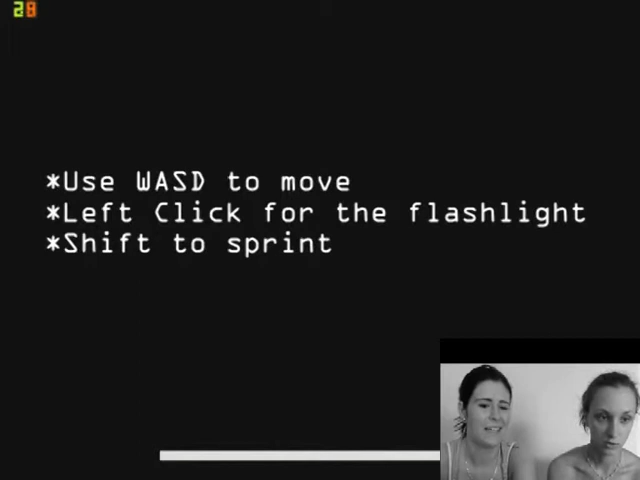 28
*Use WASD to move
*Left Click for the flashlight
*Shift to sprint